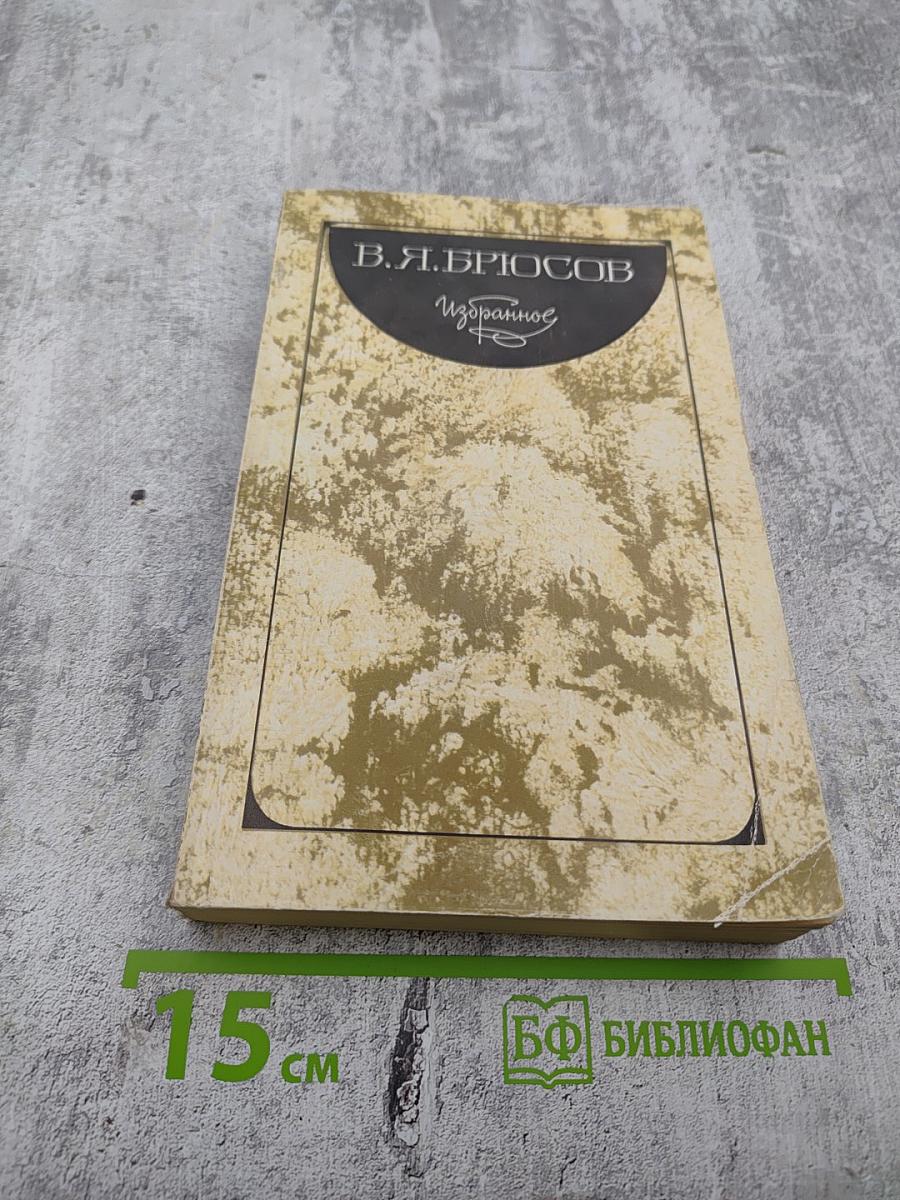 В.Я.БРЮСОВ
Избранное
15 см
БФ БИБЛИОФАН